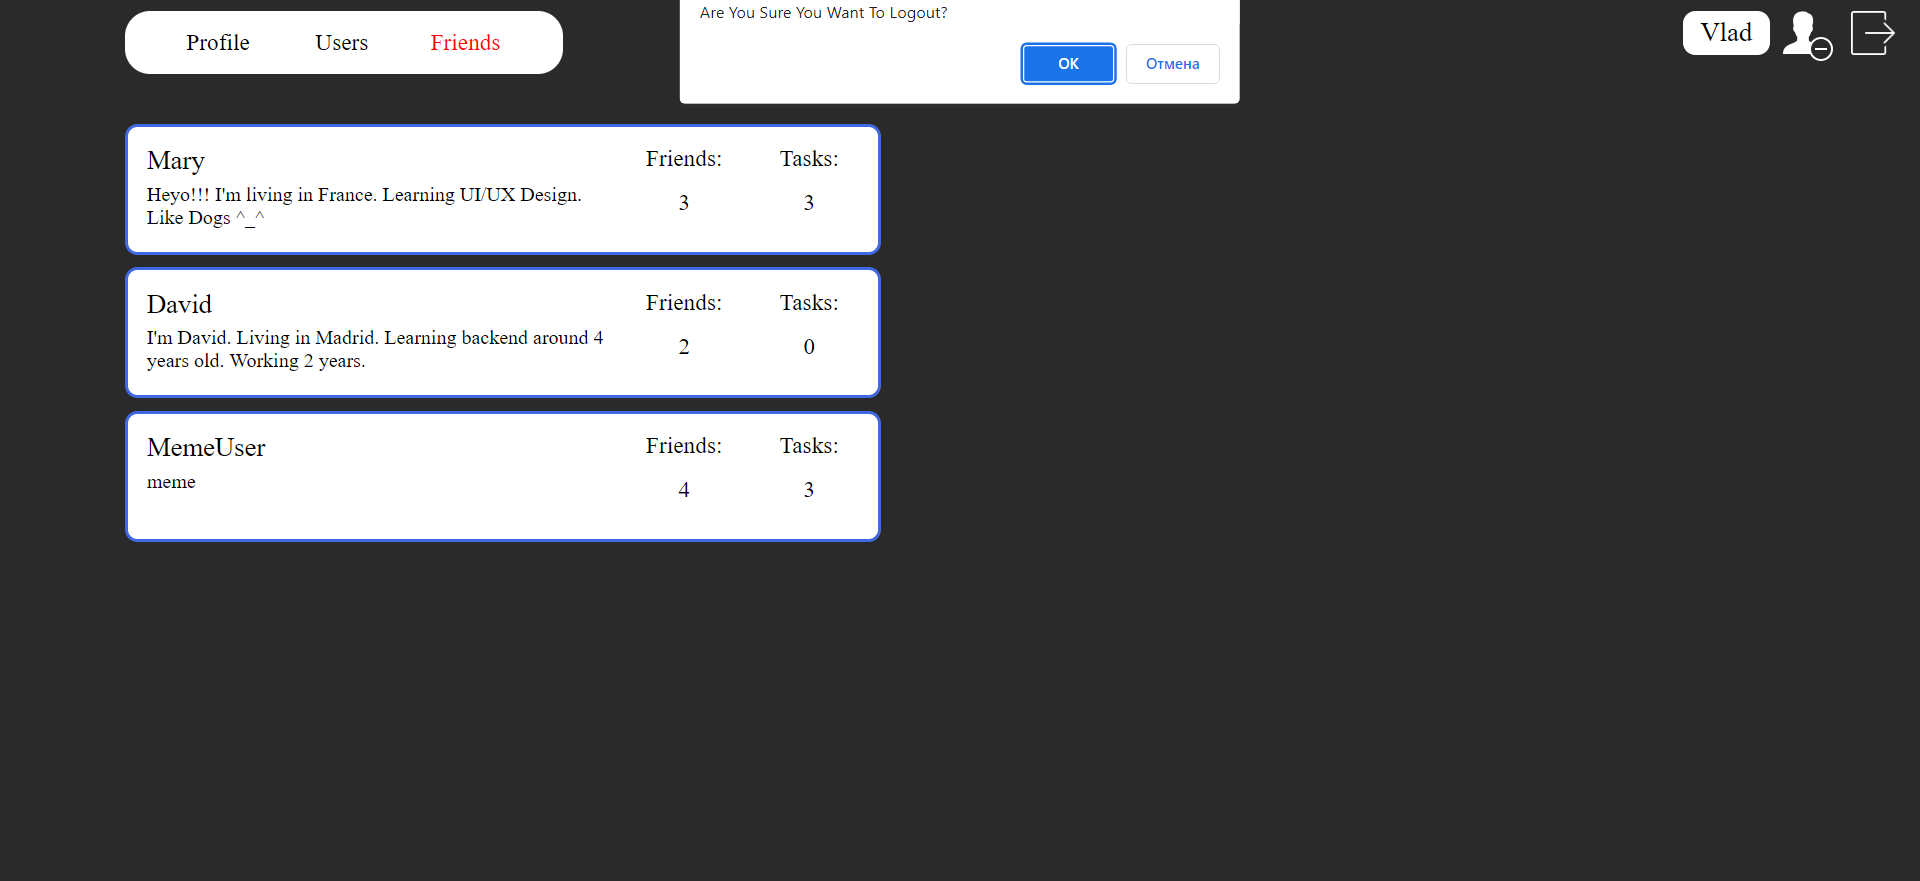 Profile Users Friends
Are You Sure You Want To Logout?
OK Отмена
Vlad
Mary
Heyo!!! I'm living in France. Learning UI/UX Design.
Like Dogs ^_^
Friends: Tasks:
3 3
David
I'm David. Living in Madrid. Learning backend around 4
years old. Working 2 years.
Friends: Tasks:
2 0
MemeUser
meme
Friends: Tasks:
4 3